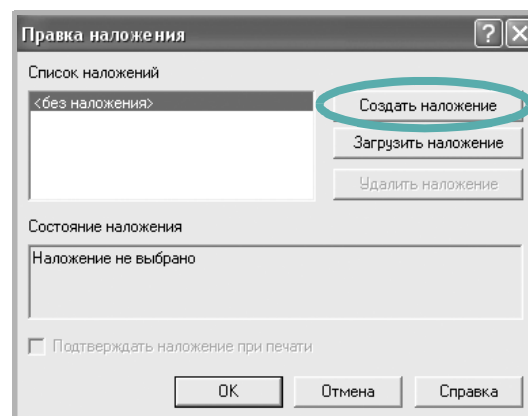 Правка наложения
Список наложений
<без наложения>
Создать наложение
Загрузить наложение
Удалить наложение
Состояние наложения
Наложение не выбрано
Подтверждать наложение при печати
OK
Отмена
Справка